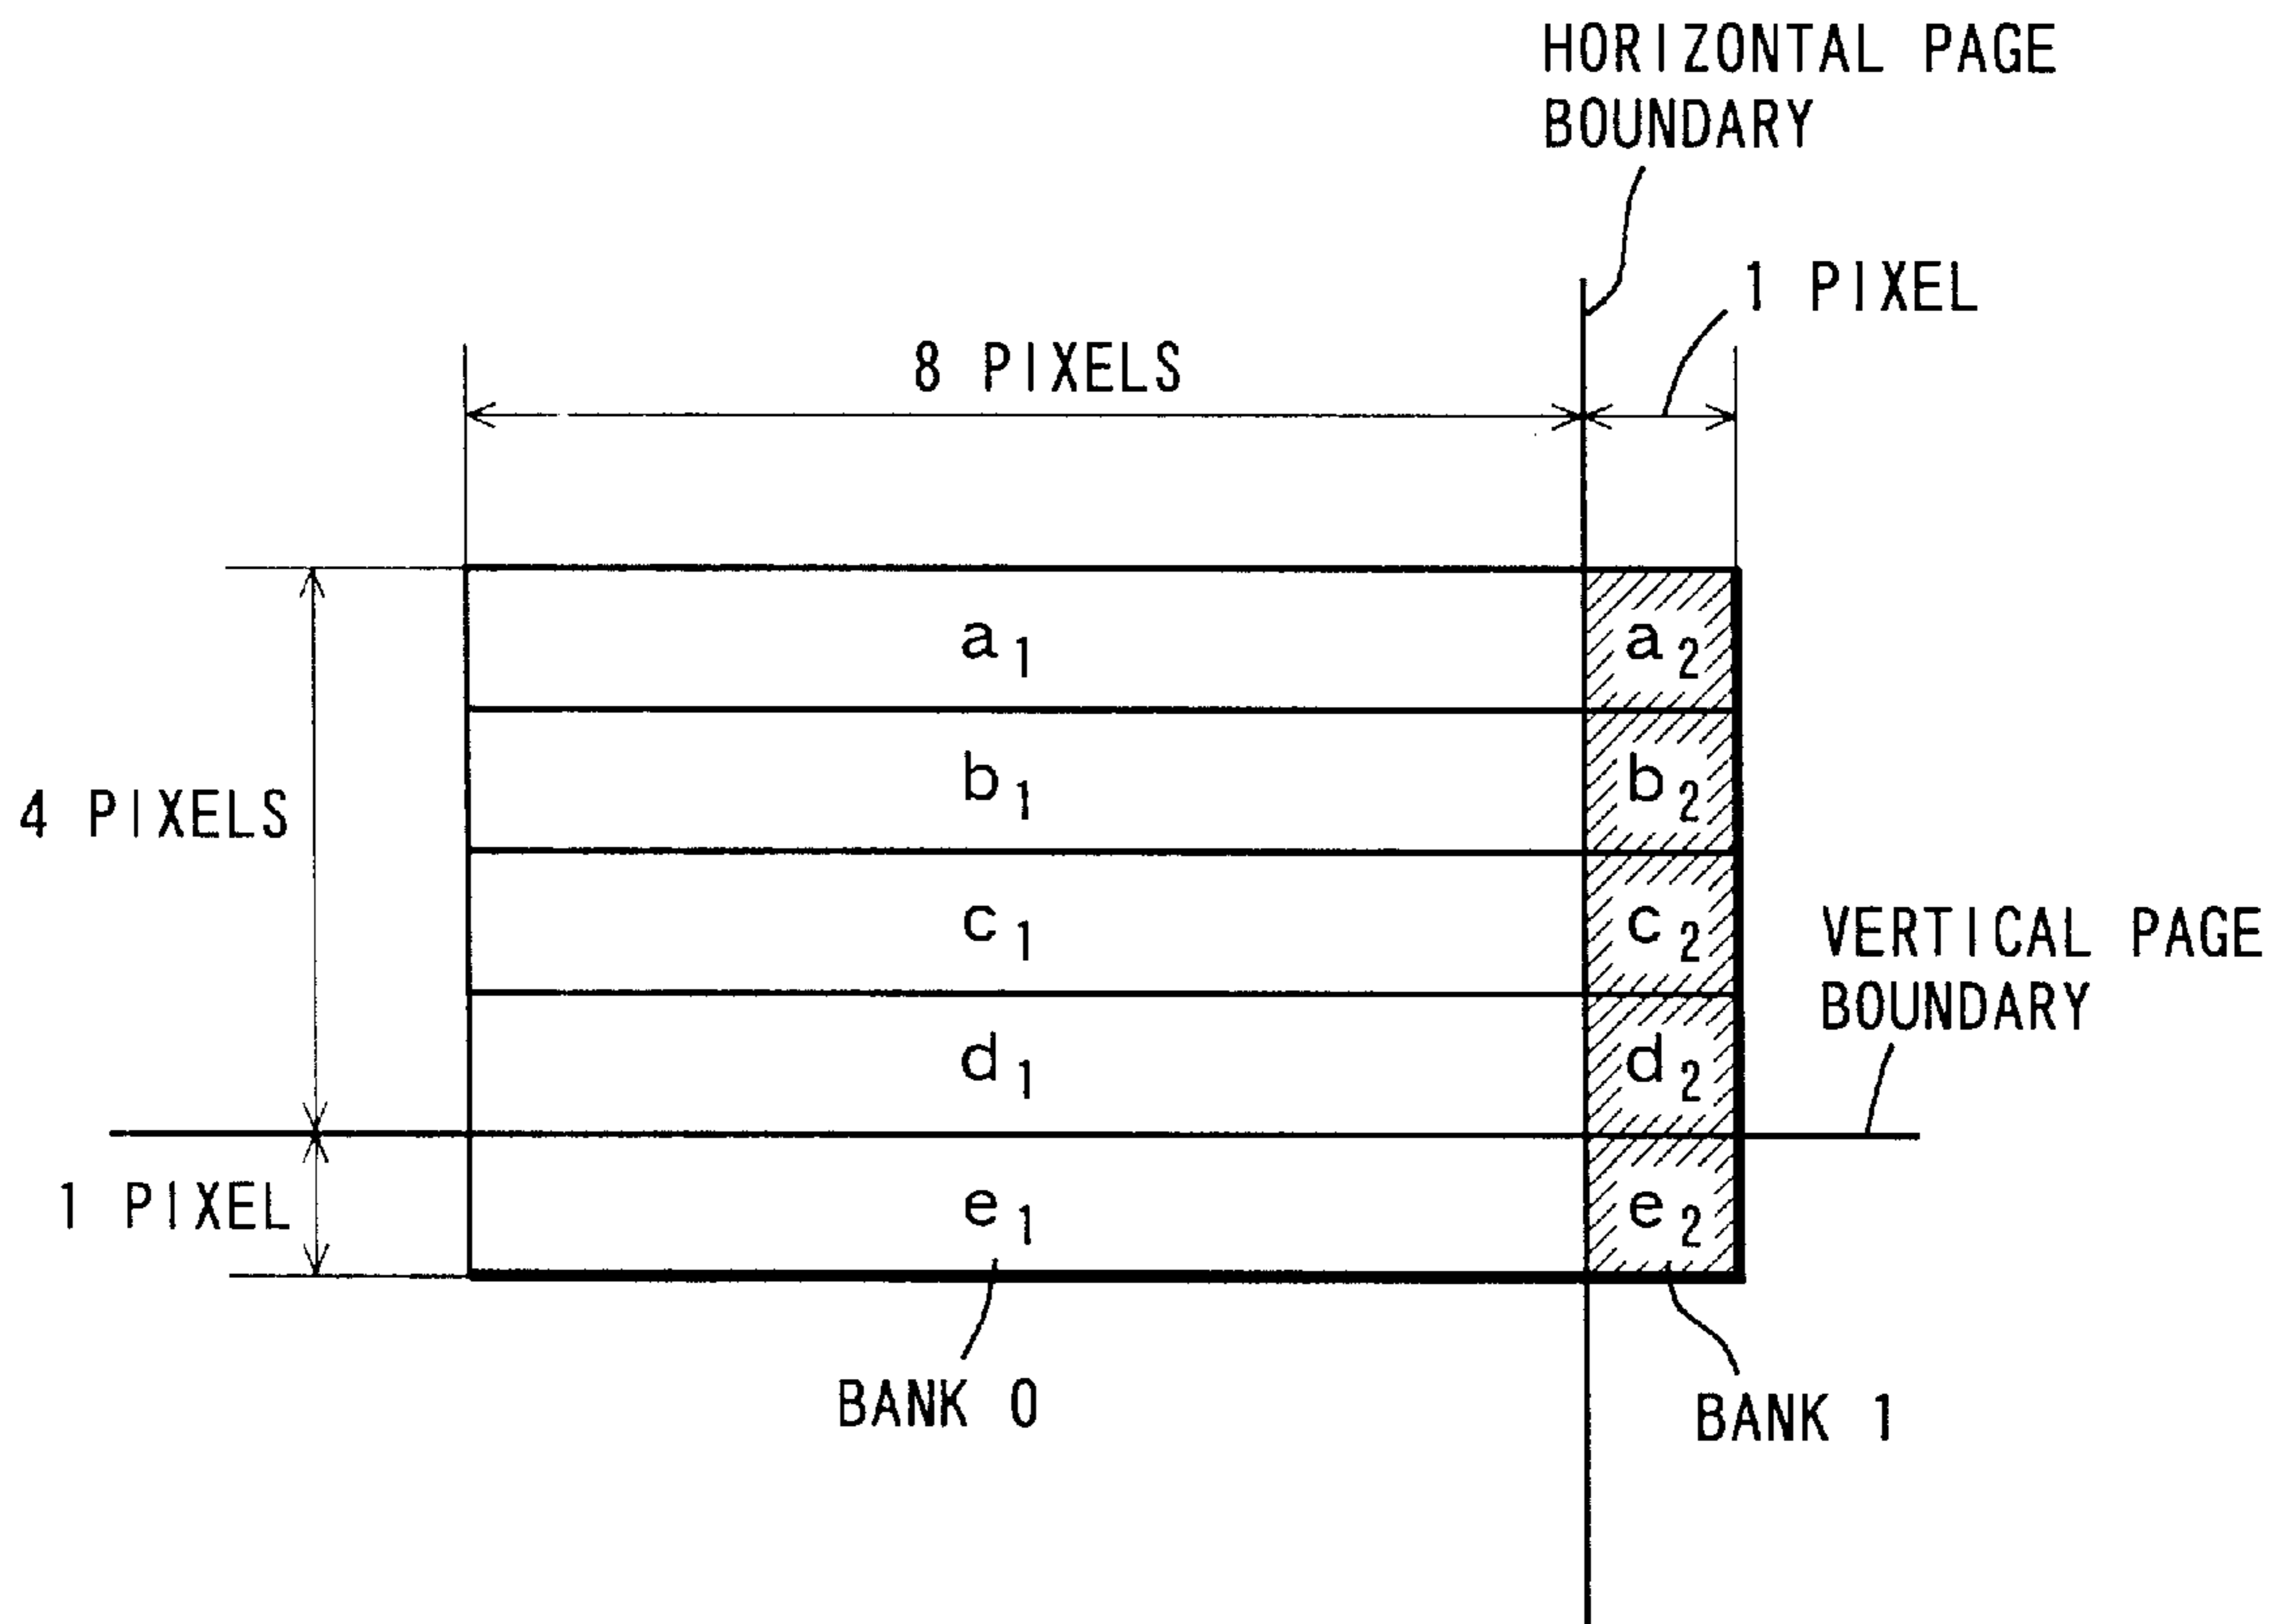 HORIZONTAL PAGE
BOUNDARY
1 PIXEL
8 PIXELS
a1 a2
b1 b2
4 PIXELS
c1 c2
VERTICAL PAGE
BOUNDARY
d1 d2
1 PIXEL
e1 e2
BANK 0
BANK 1